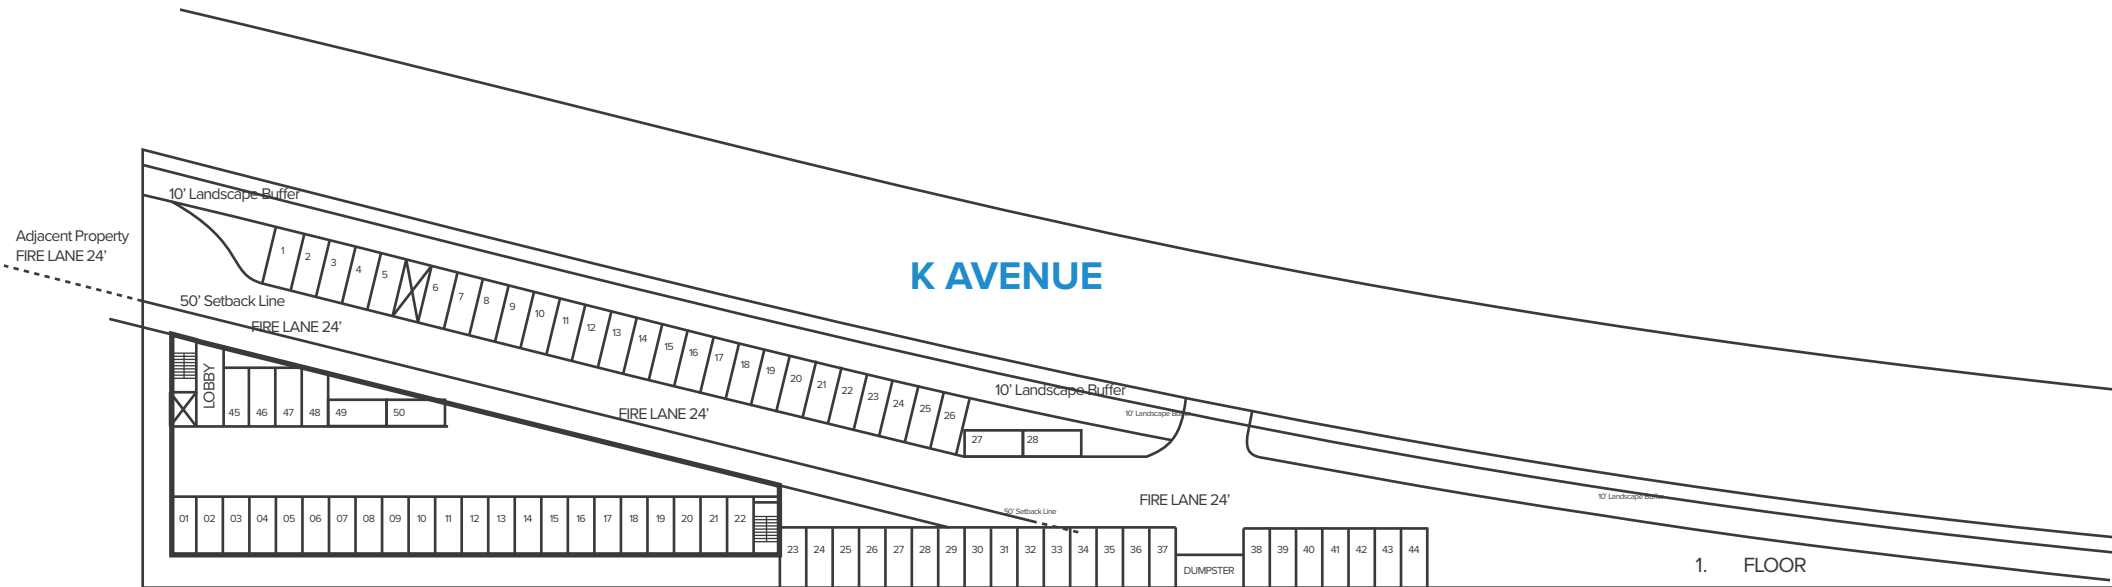 10' Landscape Buffer
Adjacent Property
FIRE LANE 24'
50' Setback Line
FIRE LANE 24'
K AVENUE
1 2 3 4 5 6 7 8 9 10 11 12 13 14 15 16 17 18 19 20 21 22 23 24 25 26
27 28
10' Landscape Buffer
10' Landscape Buffer
LOBBY
45 46 47 48 49 50
FIRE LANE 24'
FIRE LANE 24'
10' Landscape Buffer
50' Setback Line
01 02 03 04 05 06 07 08 09 10 11 12 13 14 15 16 17 18 19 20 21 22
23 24 25 26 27 28 29 30 31 32 33 34 35 36 37
DUMPSTER
38 39 40 41 42 43 44
1. FLOOR